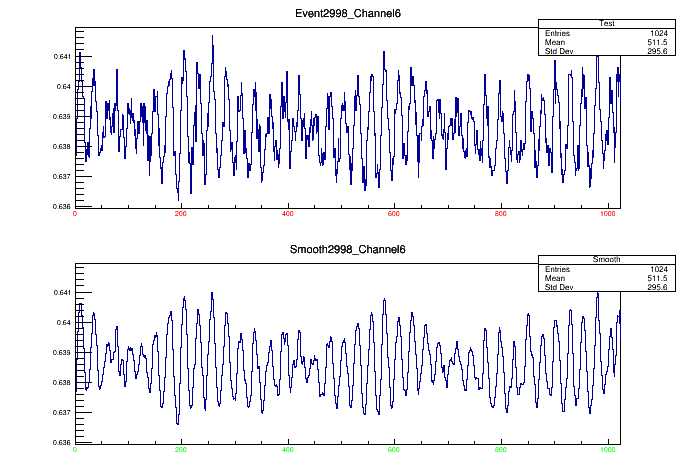 Event2998_Channel6
Test
Entries 1024
Mean 511.5
Std Dev 295.6
0.641
0.64
0.639
0.638
0.637
0.636
0 200 400 600 800 1000
Smooth2998_Channel6
Smooth
Entries 1024
Mean 511.5
Std Dev 295.6
0.641
0.64
0.639
0.638
0.637
0.636
0 200 400 600 800 1000